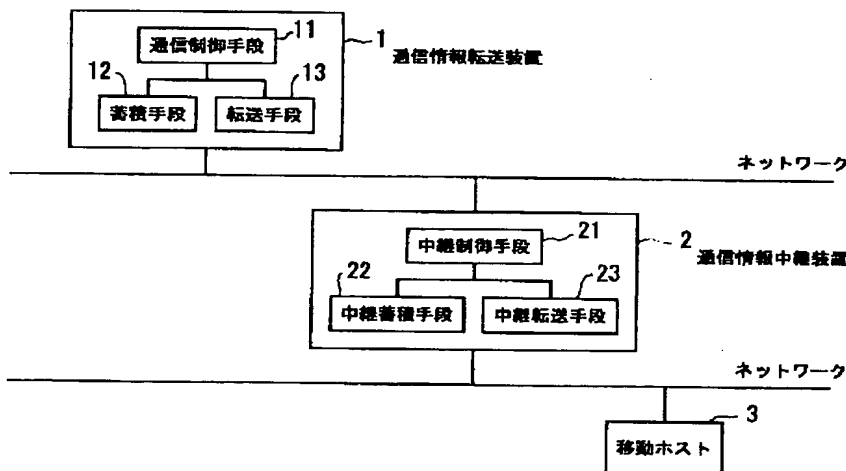 11
通信制御手段
1
通信情報転送装置
12
13
蓄積手段
転送手段
ネットワーク
21
中継制御手段
2
通信情報中継装置
22
23
中継蓄積手段
中継転送手段
ネットワーク
3
移動ホスト